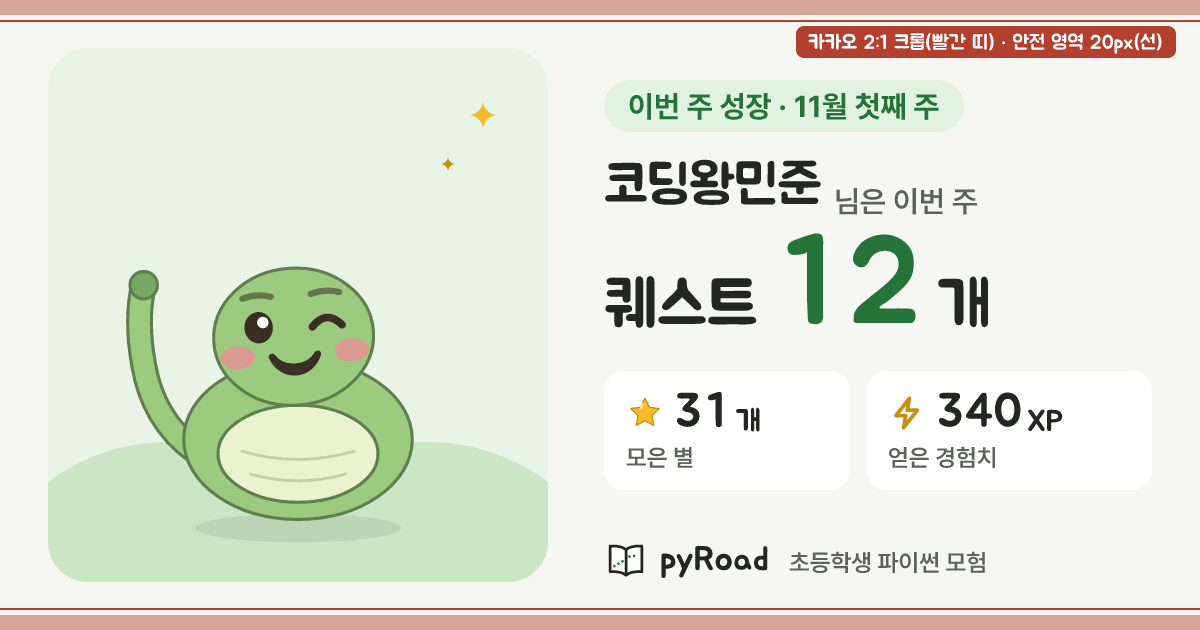 카카오 2:1 크롭(빨간 띠) · 안전 영역 20px(선)
이번 주 성장 · 11월 첫째 주
코딩왕민준 님은 이번 주
퀘스트 12 개
31 개
모은 별
340 XP
얻은 경험치
pyRoad 초등학생 파이썬 모험